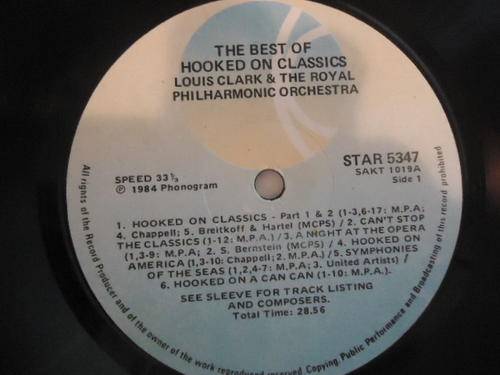 THE BEST OF
HOOKED ON CLASSICS
LOUIS CLARK & THE ROYAL
PHILHARMONIC ORCHESTRA
SPEED 33⅓
℗ 1984 Phonogram
STAR 5347
SAKT 1019A
Side 1
1. HOOKED ON CLASSICS - Part 1 & 2 (1-3,6-17: M.P.A;
4. Chappell; 5. Breitkoff & Hartel (MCPS) /2. CAN'T STOP
THE CLASSICS (1-12: M.P.A.) /3. A NIGHT AT THE OPERA
(1,3-9: M.P.A; 2. S. Bernstein (MCPS) /4. HOOKED ON
AMERICA (1,3-10: Chappell; 2. M.P.A.) /5. SYMPHONIES
OF THE SEAS (1,2,4-7: M.P.A; 3. United Artists) /
6. HOOKED ON A CAN CAN (1-10: M.P.A.).
SEE SLEEVE FOR TRACK LISTING
AND COMPOSERS.
Total Time: 28.56
All rights of the Record Producer and of the owner of the work reproduced reserved Copying, Public Performance and Broadcasting of this record prohibited